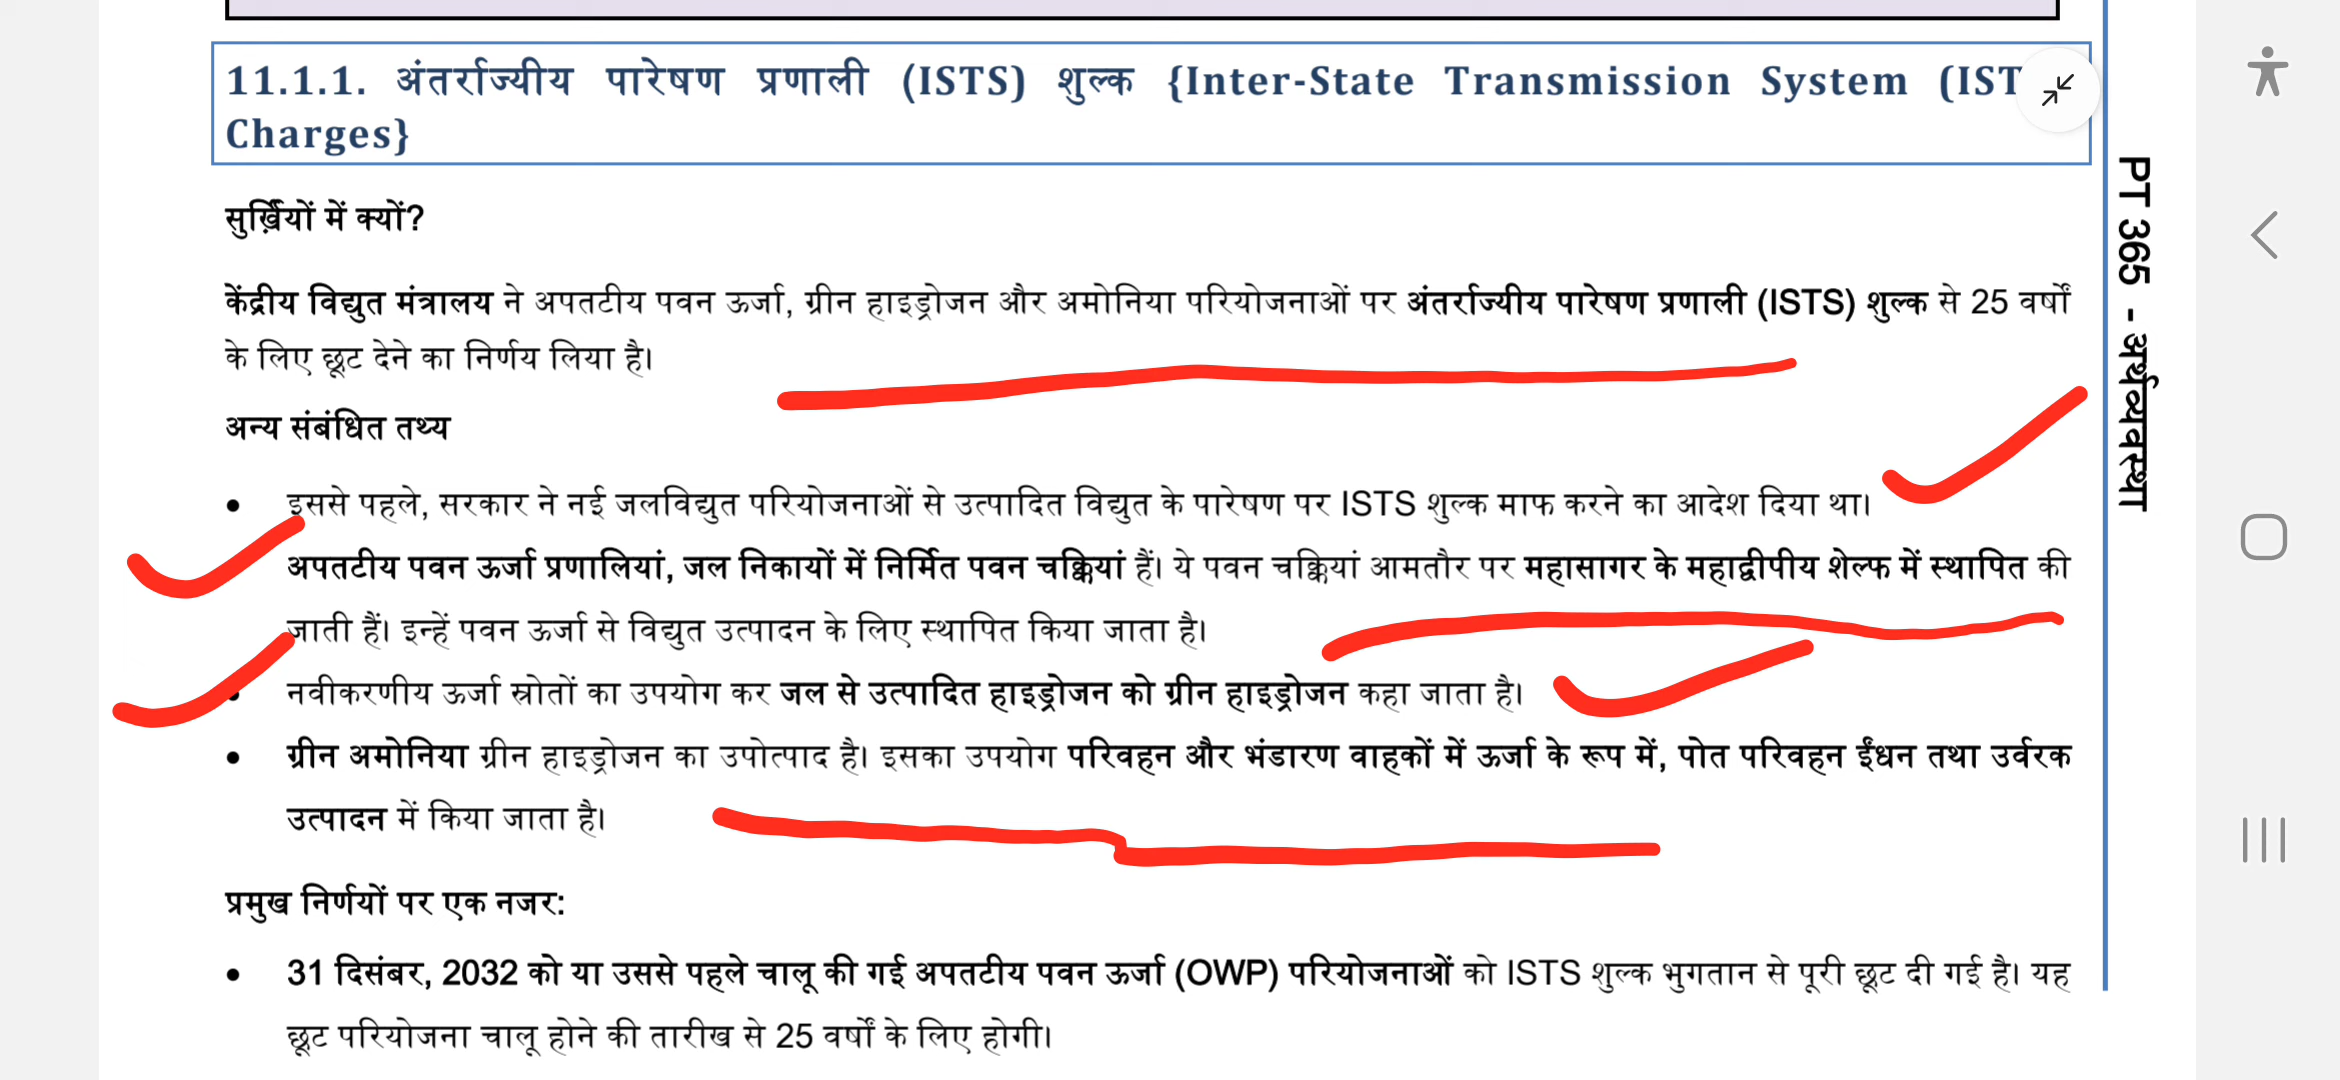 11.1.1. अंतर्राज्यीय पारेषण प्रणाली (ISTS) शुल्क {Inter-State Transmission System (IST
Charges}
सुर्ख़ियों में क्यों?
केंद्रीय विद्युत मंत्रालय ने अपतटीय पवन ऊर्जा, ग्रीन हाइड्रोजन और अमोनिया परियोजनाओं पर अंतर्राज्यीय पारेषण प्रणाली (ISTS) शुल्क से 25 वर्षों
के लिए छूट देने का निर्णय लिया है।
अन्य संबंधित तथ्य
• इससे पहले, सरकार ने नई जलविद्युत परियोजनाओं से उत्पादित विद्युत के पारेषण पर ISTS शुल्क माफ करने का आदेश दिया था।
अपतटीय पवन ऊर्जा प्रणालियां, जल निकायों में निर्मित पवन चक्कियां हैं। ये पवन चक्कियां आमतौर पर महासागर के महाद्वीपीय शेल्फ में स्थापित की
जाती हैं। इन्हें पवन ऊर्जा से विद्युत उत्पादन के लिए स्थापित किया जाता है।
• नवीकरणीय ऊर्जा स्रोतों का उपयोग कर जल से उत्पादित हाइड्रोजन को ग्रीन हाइड्रोजन कहा जाता है।
• ग्रीन अमोनिया ग्रीन हाइड्रोजन का उपोत्पाद है। इसका उपयोग परिवहन और भंडारण वाहकों में ऊर्जा के रूप में, पोत परिवहन ईंधन तथा उर्वरक
उत्पादन में किया जाता है।
प्रमुख निर्णयों पर एक नजर:
• 31 दिसंबर, 2032 को या उससे पहले चालू की गई अपतटीय पवन ऊर्जा (OWP) परियोजनाओं को ISTS शुल्क भुगतान से पूरी छूट दी गई है। यह
छूट परियोजना चालू होने की तारीख से 25 वर्षों के लिए होगी।
PT 365 - अर्थव्यवस्था